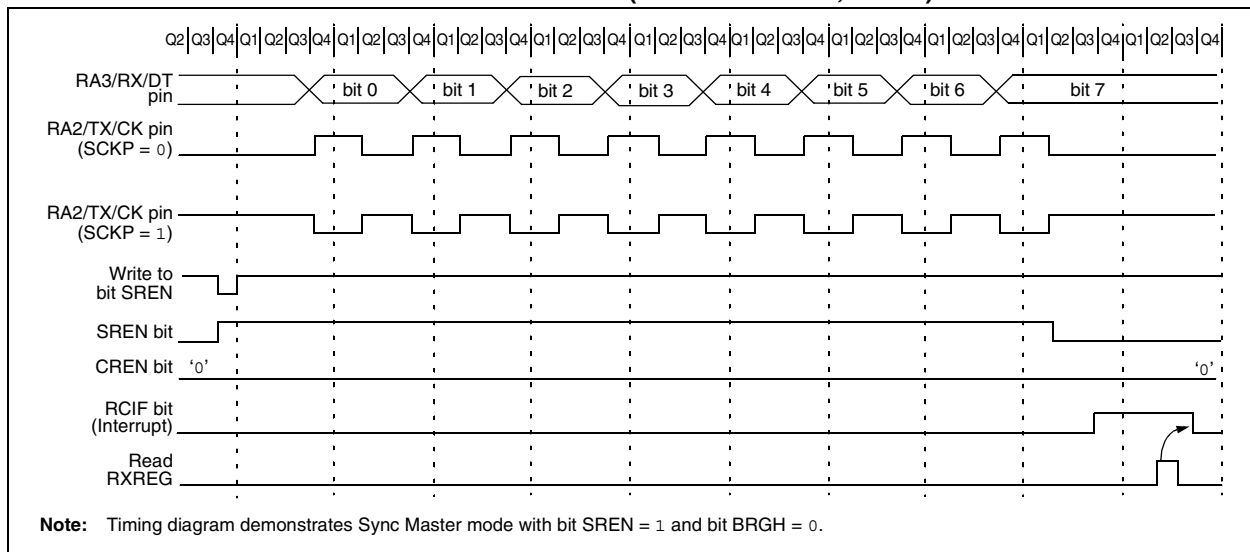 Q2 Q3 Q4 Q1 Q2 Q3 Q4 Q1 Q2 Q3 Q4 Q1 Q2 Q3 Q4 Q1 Q2 Q3 Q4 Q1 Q2 Q3 Q4 Q1 Q2 Q3 Q4 Q1 Q2 Q3 Q4 Q1 Q2 Q3 Q4 Q1 Q2 Q3 Q4 Q1 Q2 Q3 Q4
RA3/RX/DT
pin
bit 0 bit 1 bit 2 bit 3 bit 4 bit 5 bit 6 bit 7
RA2/TX/CK pin
(SCKP = 0)
RA2/TX/CK pin
(SCKP = 1)
Write to
bit SREN
SREN bit
CREN bit '0' '0'
RCIF bit
(Interrupt)
Read
RXREG
Note: Timing diagram demonstrates Sync Master mode with bit SREN = 1 and bit BRGH = 0.